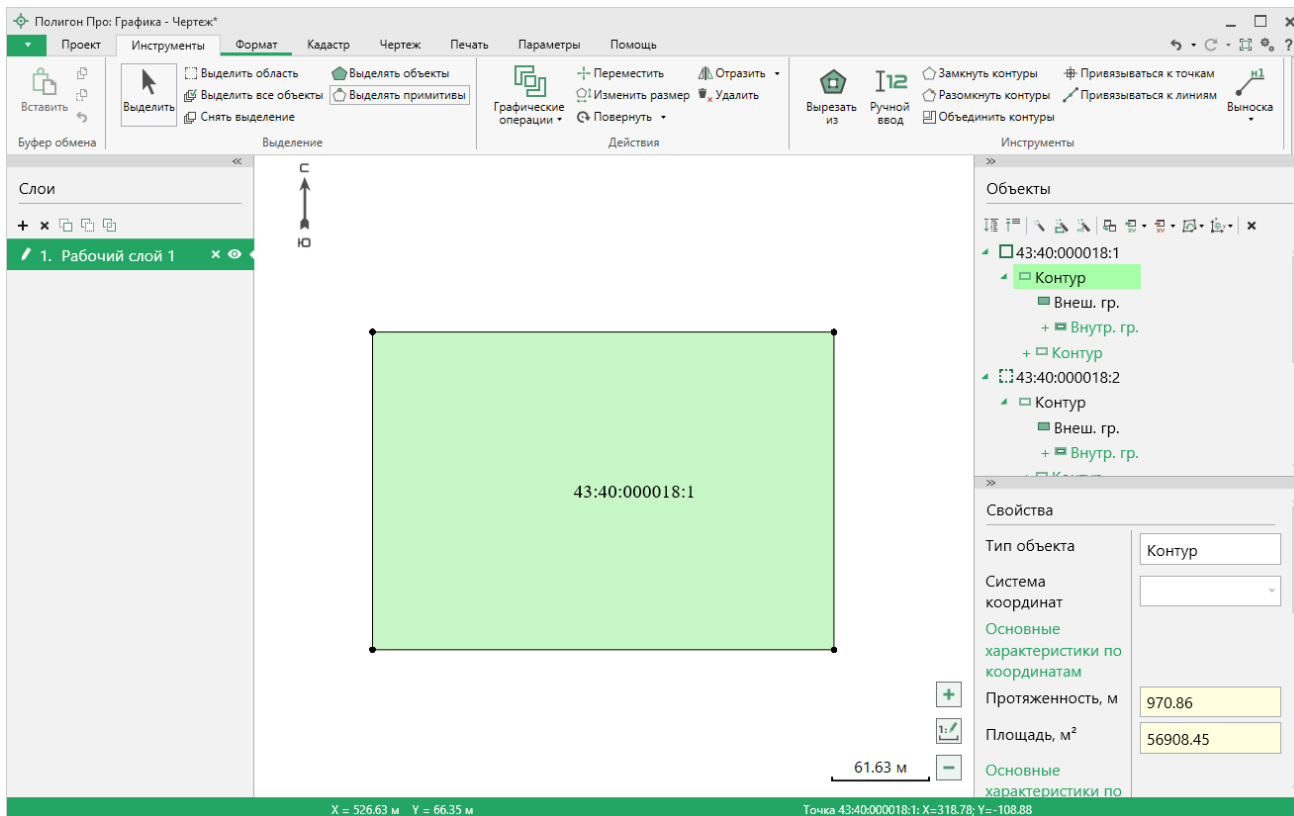 Полигон Про: Графика - Чертеж*
Проект Инструменты Формат Кадастр Чертеж Печать Параметры Помощь
Вставить
Буфер обмена
Выделить
Выделить область
Выделить все объекты
Снять выделение
Выделять объекты
Выделять примитивы
Выделение
Графические
операции
Переместить
Изменить размер
Повернуть
Отразить
Удалить
Действия
Вырезать
из
Ручной
ввод
Замкнуть контуры
Разомкнуть контуры
Объединить контуры
Привязываться к точкам
Привязываться к линиям
Выноска
Инструменты
Слои
1. Рабочий слой 1
С
Ю
43:40:000018:1
61.63 м
Объекты
43:40:000018:1
Контур
Внеш. гр.
+ Внутр. гр.
+ Контур
43:40:000018:2
Контур
Внеш. гр.
+ Внутр. гр.
Свойства
Тип объекта Контур
Система
координат
Основные
характеристики по
координатам
Протяженность, м 970.86
Площадь, м² 56908.45
Основные
характеристики по
X = 526.63 м Y = 66.35 м
Точка 43:40:000018:1: X=318.78; Y=-108.88